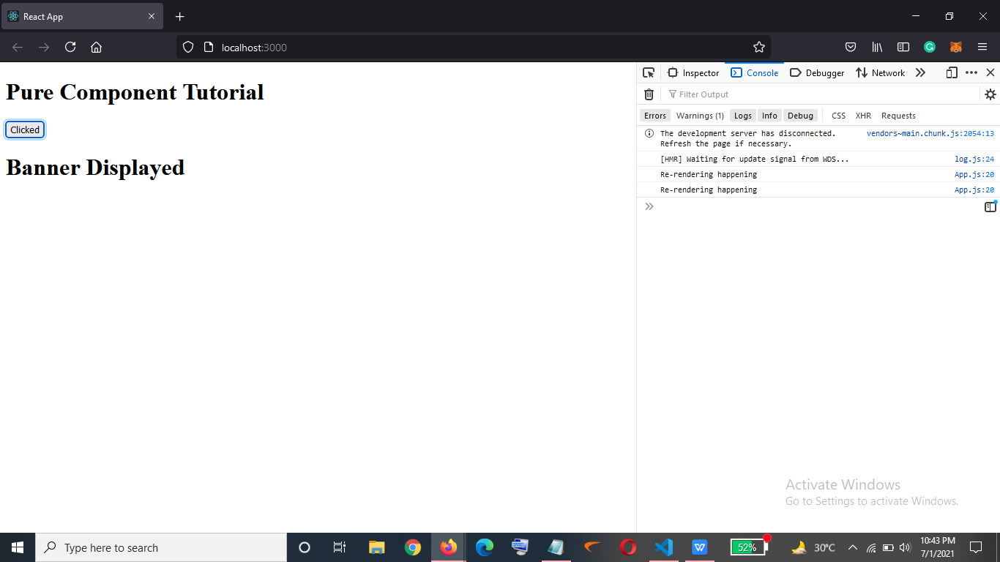 React App
localhost:3000
Pure Component Tutorial
Clicked
Banner Displayed
Inspector Console Debugger Network
Filter Output
Errors Warnings (1) Logs Info Debug CSS XHR Requests
The development server has disconnected. vendors~main.chunk.js:2054:13
Refresh the page if necessary.
[HMR] Waiting for update signal from WDS... log.js:24
Re-rendering happening App.js:20
Re-rendering happening App.js:20
Activate Windows
Go to Settings to activate Windows.
Type here to search
52%
30°C
10:43 PM
7/1/2021